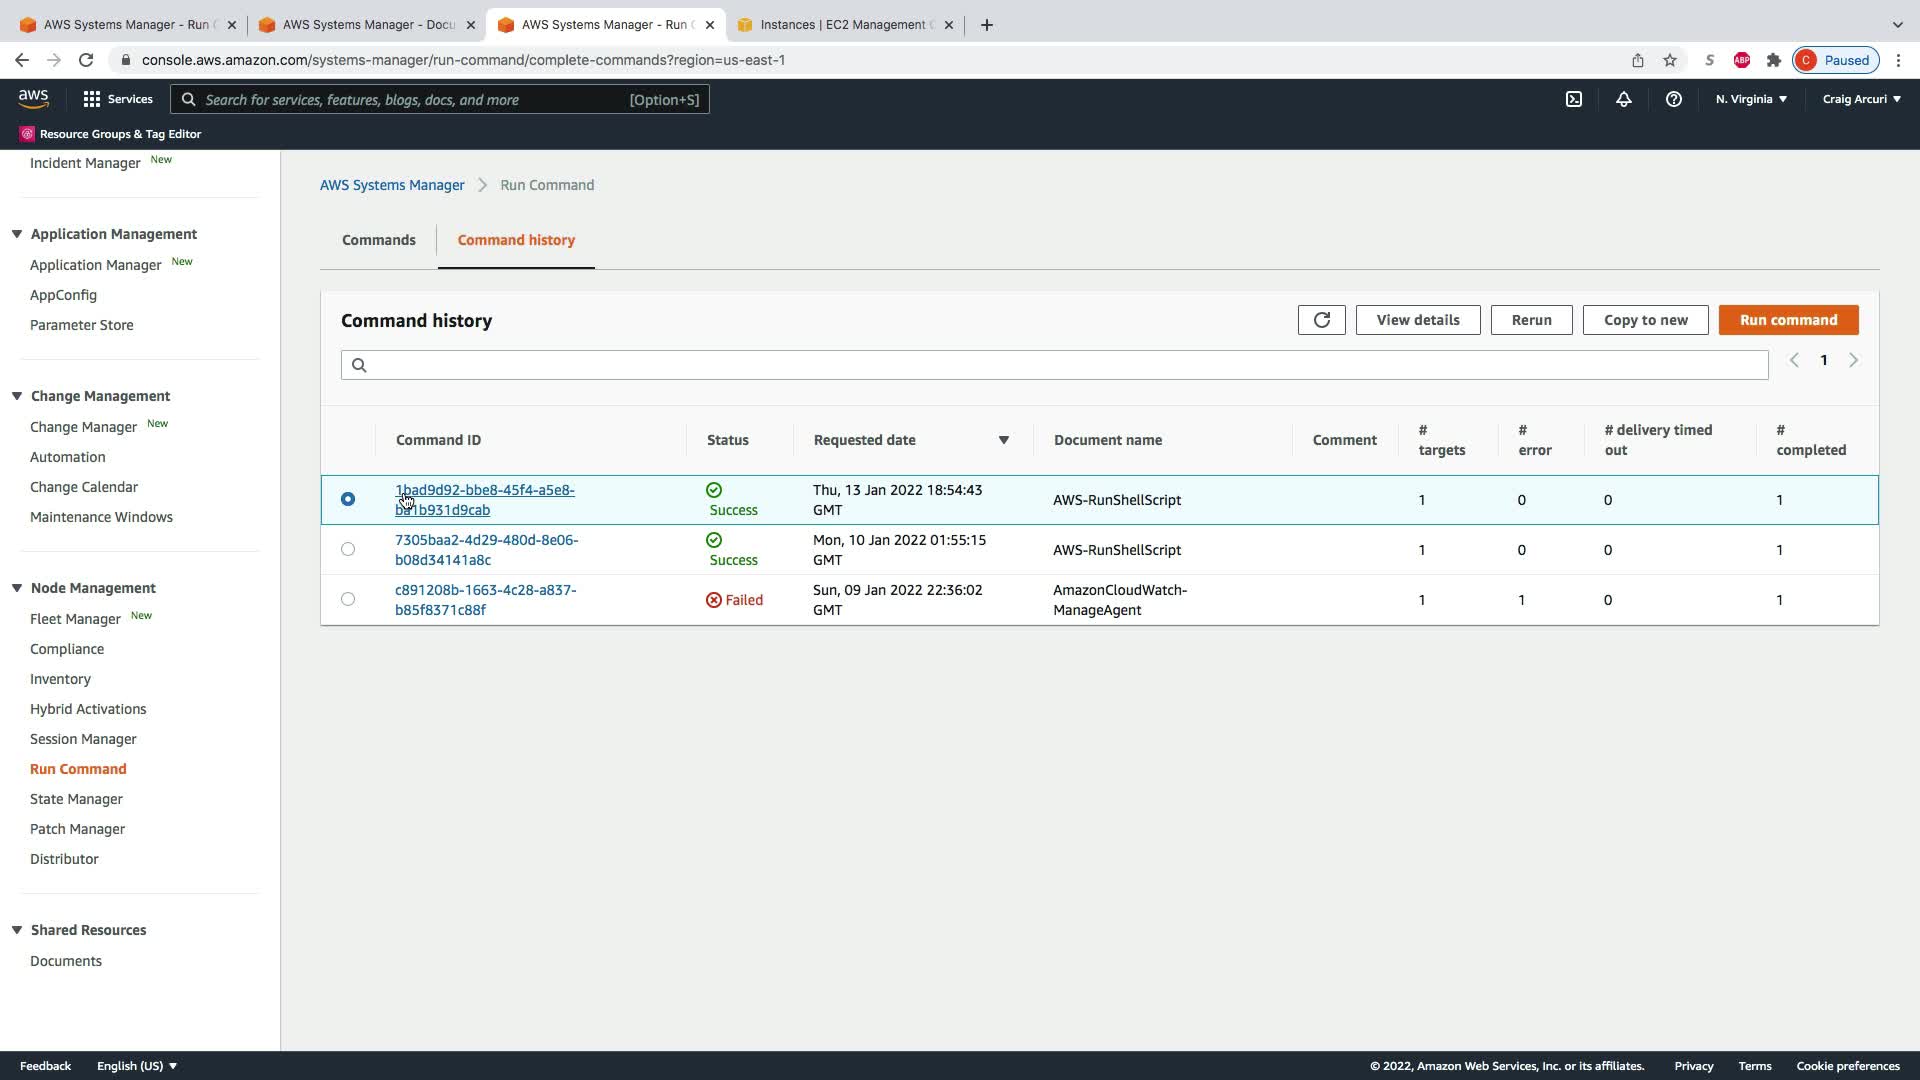 AWS Systems Manager - Run C
AWS Systems Manager - Docu
AWS Systems Manager - Run C
Instances | EC2 Management C
console.aws.amazon.com/systems-manager/run-command/complete-commands?region=us-east-1
S
ABP
C
Paused
aws
Services
Search for services, features, blogs, docs, and more
[Option+S]
N. Virginia
Craig Arcuri
Resource Groups & Tag Editor
Incident Manager New
Application Management
Application Manager New
AppConfig
Parameter Store
Change Management
Change Manager New
Automation
Change Calendar
Maintenance Windows
Node Management
Fleet Manager New
Compliance
Inventory
Hybrid Activations
Session Manager
Run Command
State Manager
Patch Manager
Distributor
Shared Resources
Documents
AWS Systems Manager
Run Command
Commands
Command history
Command history
View details
Rerun
Copy to new
Run command
1
Command ID
Status
Requested date
Document name
Comment
# targets
# error
# delivery timed out
# completed
1bad9d92-bbe8-45f4-a5e8-
ba1b931d9cab
Success
Thu, 13 Jan 2022 18:54:43
GMT
AWS-RunShellScript
1
0
0
1
7305baa2-4d29-480d-8e06-
b08d34141a8c
Success
Mon, 10 Jan 2022 01:55:15
GMT
AWS-RunShellScript
1
0
0
1
c891208b-1663-4c28-a837-
b85f8371c88f
Failed
Sun, 09 Jan 2022 22:36:02
GMT
AmazonCloudWatch-
ManageAgent
1
1
0
1
Feedback
English (US)
© 2022, Amazon Web Services, Inc. or its affiliates.
Privacy
Terms
Cookie preferences